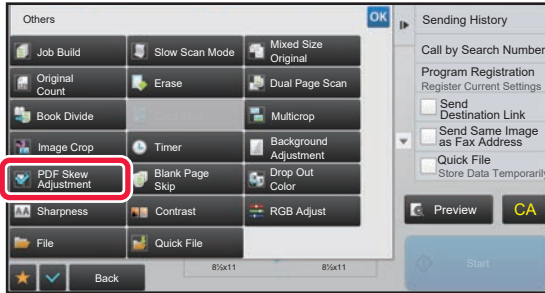 Others
OK
Job Build
Slow Scan Mode
Mixed Size
Original
Original
Count
Erase
Dual Page Scan
Book Divide
Multicrop
Image Crop
Timer
Background
Adjustment
PDF Skew
Adjustment
Blank Page
Skip
Drop Out
Color
AA Sharpness
Contrast
RGB Adjust
File
Quick File
Back
8½x11
8½x11
Sending History
Call by Search Number
Program Registration
Register Current Settings
Send
Destination Link
Send Same Image
as Fax Address
Quick File
Store Data Temporarily
Preview
CA
Start